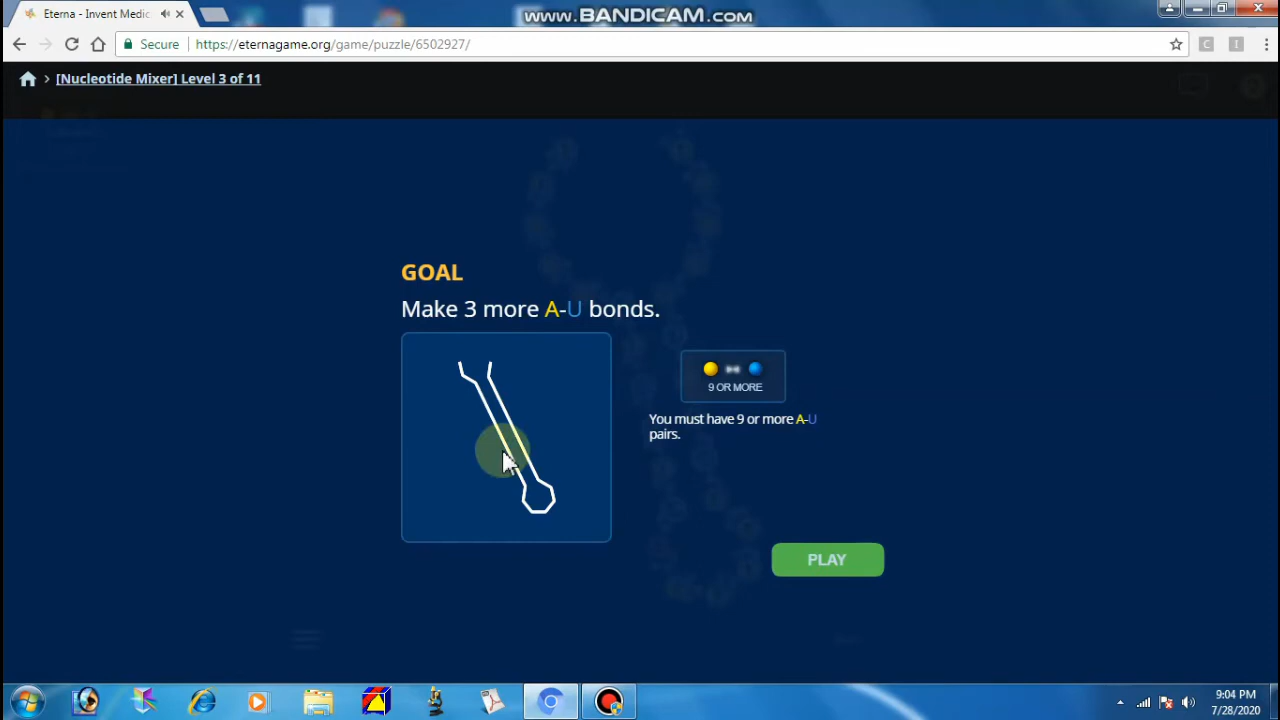 www.BANDICAM.com
Eterna - Invent Medic
Secure
https://eternagame.org/game/puzzle/6502927/
[Nucleotide Mixer] Level 3 of 11
GOAL
Make 3 more A-U bonds.
9 OR MORE
You must have 9 or more A-U
pairs.
PLAY
9:04 PM
7/28/2020